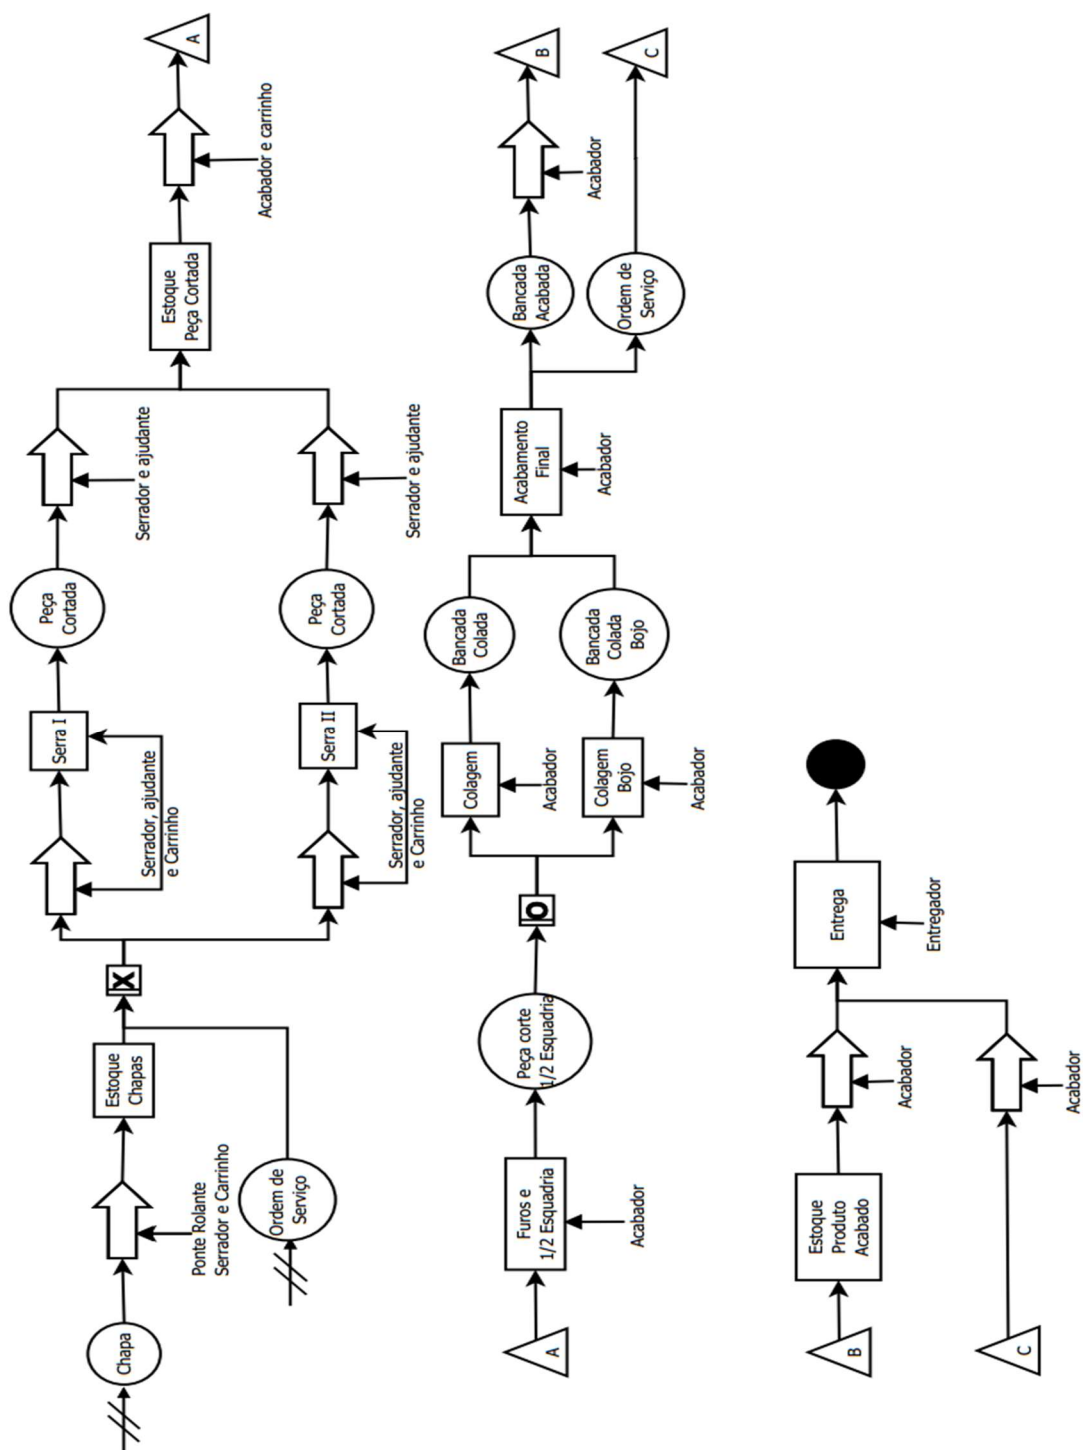 Chapa
Ponte Rolante
Serrador e Carrinho
Ordem de
Serviço
Estoque
Chapas
X
Serrador, ajudante
e Carrinho
Serra I
Peça
Cortada
Serrador e ajudante
Serrador, ajudante
e Carrinho
Serra II
Peça
Cortada
Serrador e ajudante
Estoque
Peça Cortada
Acabador e carrinho
A
A
Furos e
1/2 Esquadria
Acabador
Peça corte
1/2 Esquadria
O
Colagem
Acabador
Bancada
Colada
Colagem
Bojo
Acabador
Bancada
Colada
Bojo
Acabamento
Final
Acabador
Bancada
Acabada
Acabador
B
Ordem de
Serviço
C
B
Estoque
Produto
Acabado
Acabador
C
Acabador
Entrega
Entregador